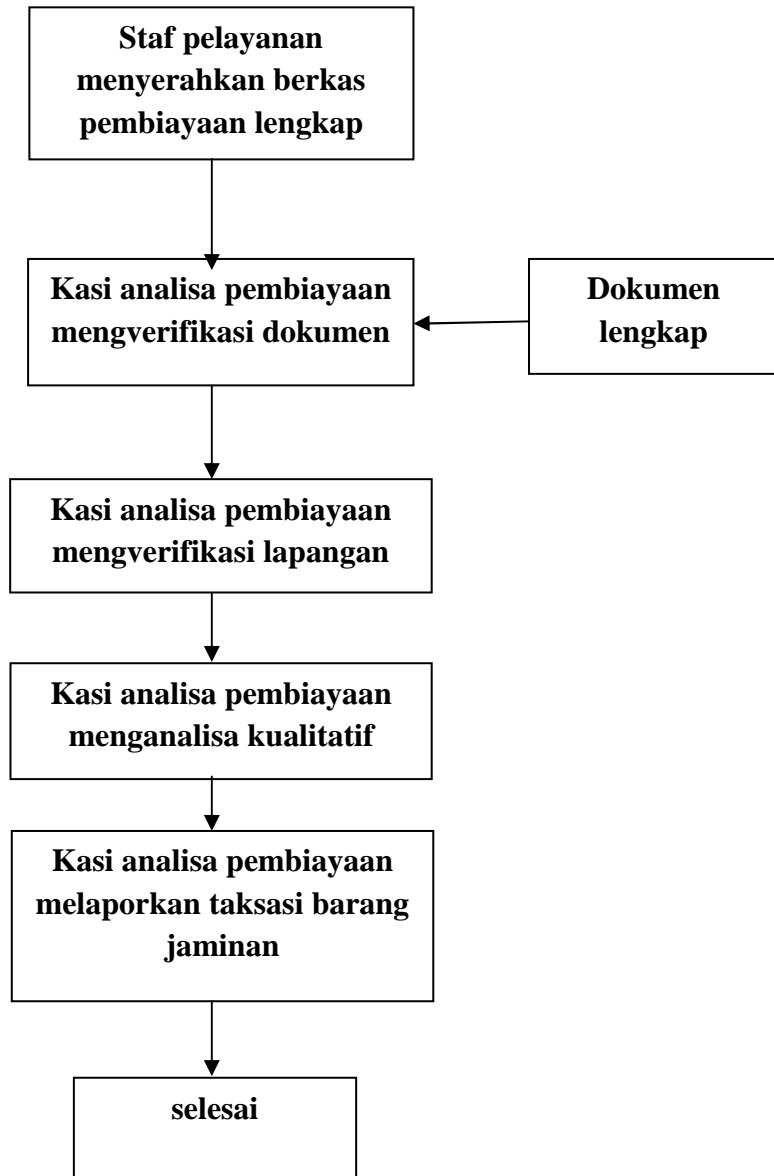 Staf pelayanan
menyerahkan berkas
pembiayaan lengkap
Kasi analisa pembiayaan
mengverifikasi dokumen
Dokumen
lengkap
Kasi analisa pembiayaan
mengverifikasi lapangan
Kasi analisa pembiayaan
menganalisa kualitatif
Kasi analisa pembiayaan
melaporkan taksasi barang
jaminan
selesai